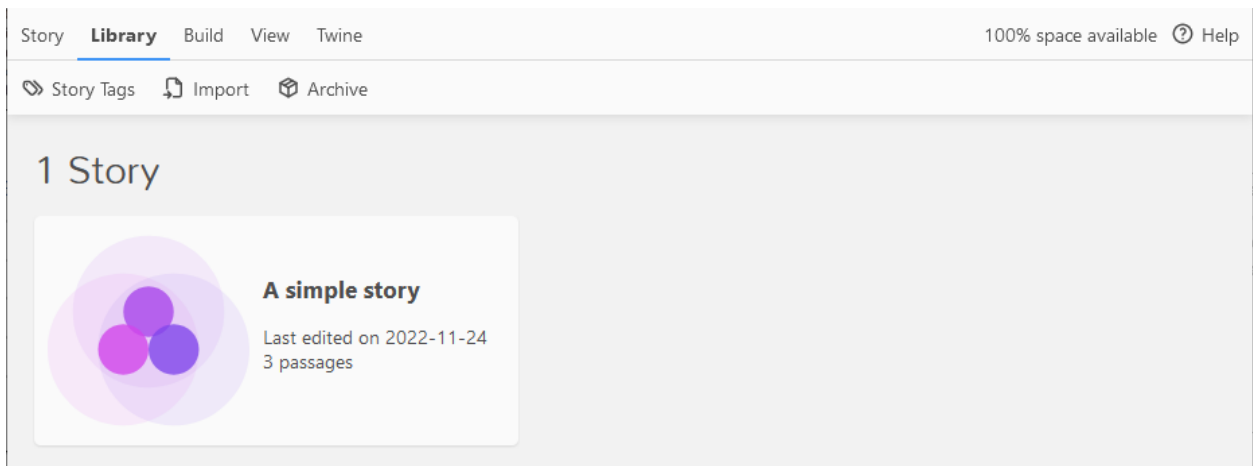 Story Library Build View Twine 100% space available Help
Story Tags Import Archive
1 Story
A simple story
Last edited on 2022-11-24
3 passages